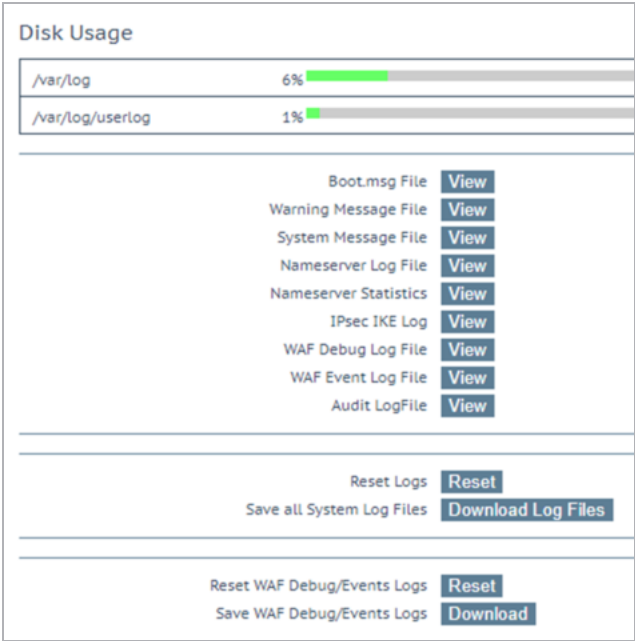 Disk Usage
/var/log 6%
/var/log/userlog 1%
Boot.msg File View
Warning Message File View
System Message File View
Nameserver Log File View
Nameserver Statistics View
IPsec IKE Log View
WAF Debug Log File View
WAF Event Log File View
Audit LogFile View
Reset Logs Reset
Save all System Log Files Download Log Files
Reset WAF Debug/Events Logs Reset
Save WAF Debug/Events Logs Download